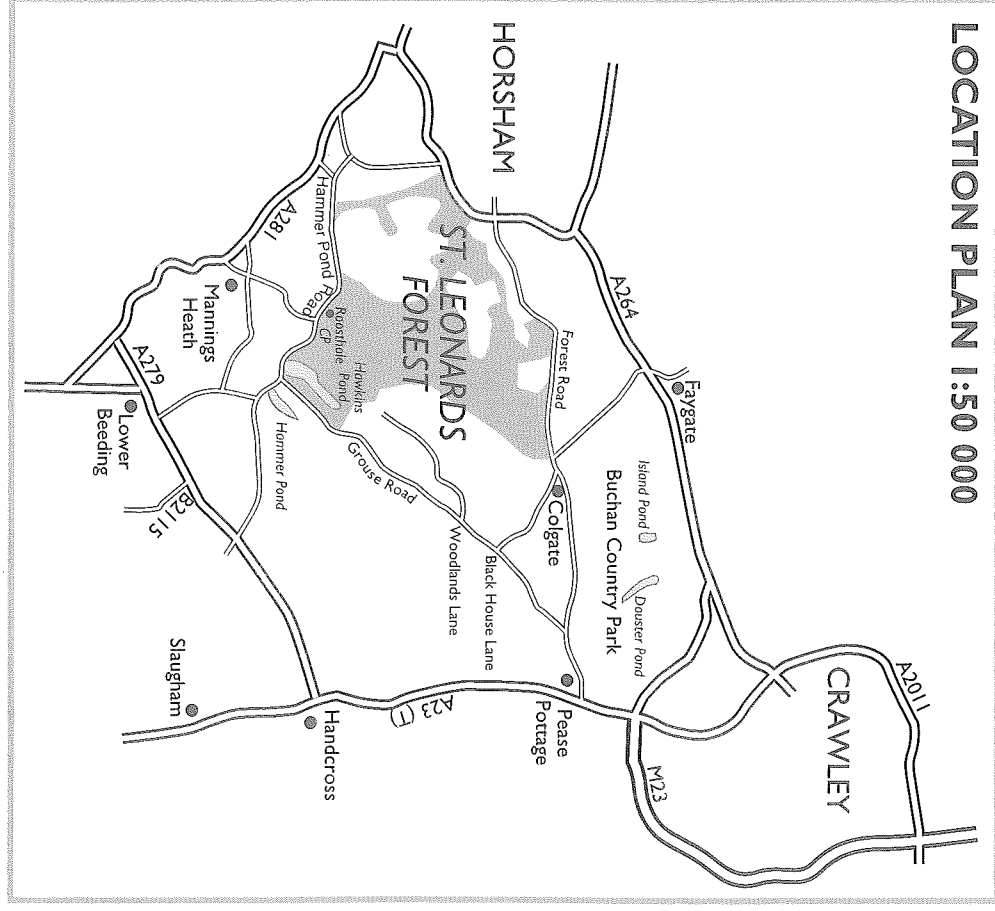 LOCATION PLAN 1:50 000
CRAWLEY
A2011
M23
HORSHAM
A264
Faygate
Island Pond
Douster Pond
Buchan Country Park
Forest Road
Colgate
Pease
Pottage
ST. LEONARDS
FOREST
Black House Lane
Woodlands Lane
Grouse Road
A23 (T)
Hawkins
Pond
Roosthole
CP
Hammer Pond Road
Hommer Pond
Handcross
A281
Mannings
Heath
Slaugham
A279
B2115
Lower
Beeding